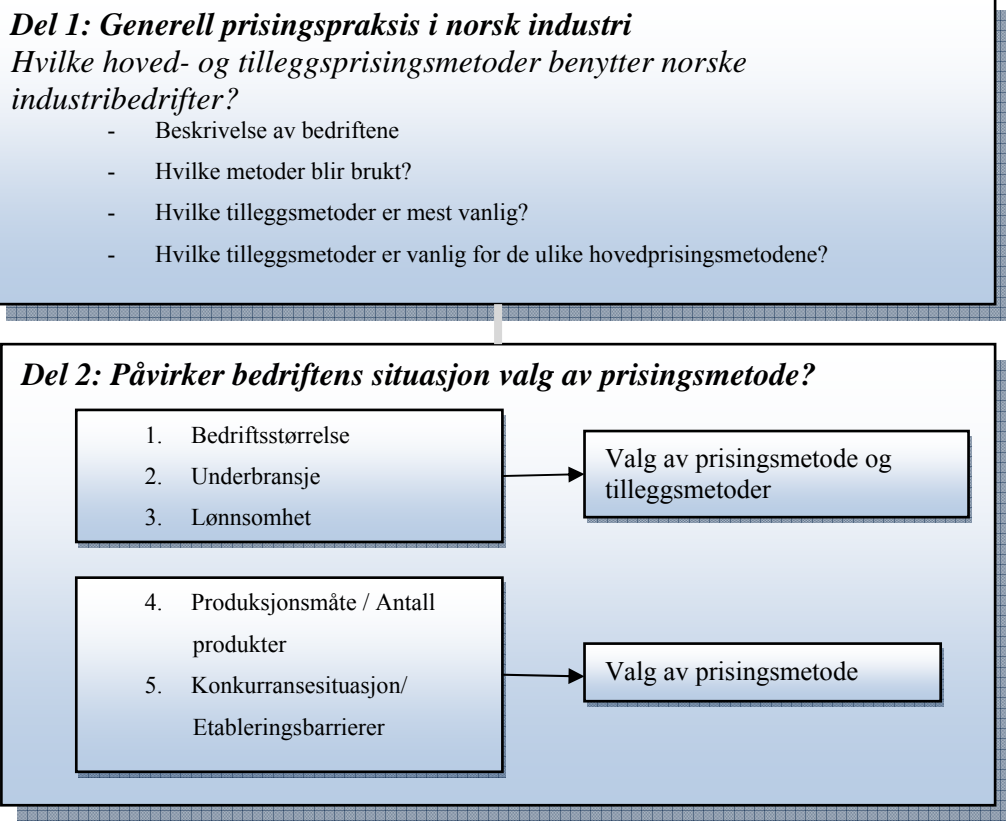 Del 1: Generell prisingspraksis i norsk industri
Hvilke hoved- og tilleggsprisingsmetoder benytter norske
industribedrifter?
- Beskrivelse av bedriftene
- Hvilke metoder blir brukt?
- Hvilke tilleggsmetoder er mest vanlig?
- Hvilke tilleggsmetoder er vanlig for de ulike hovedprisingsmetodene?
Del 2: Påvirker bedriftens situasjon valg av prisingsmetode?
1. Bedriftsstørrelse
2. Underbransje
3. Lønnsomhet
Valg av prisingsmetode og
tilleggsmetoder
4. Produksjonsmåte / Antall
produkter
5. Konkurransesituasjon/
Etableringsbarrierer
Valg av prisingsmetode